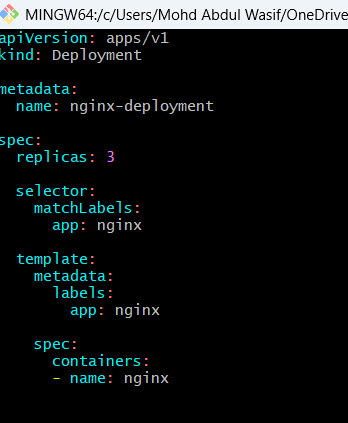 MINGW64:/c/Users/Mohd Abdul Wasif/OneDrive
apiVersion: apps/v1
kind: Deployment
metadata:
  name: nginx-deployment
spec:
  replicas: 3
  selector:
    matchLabels:
      app: nginx
  template:
    metadata:
      labels:
        app: nginx
    spec:
      containers:
      - name: nginx